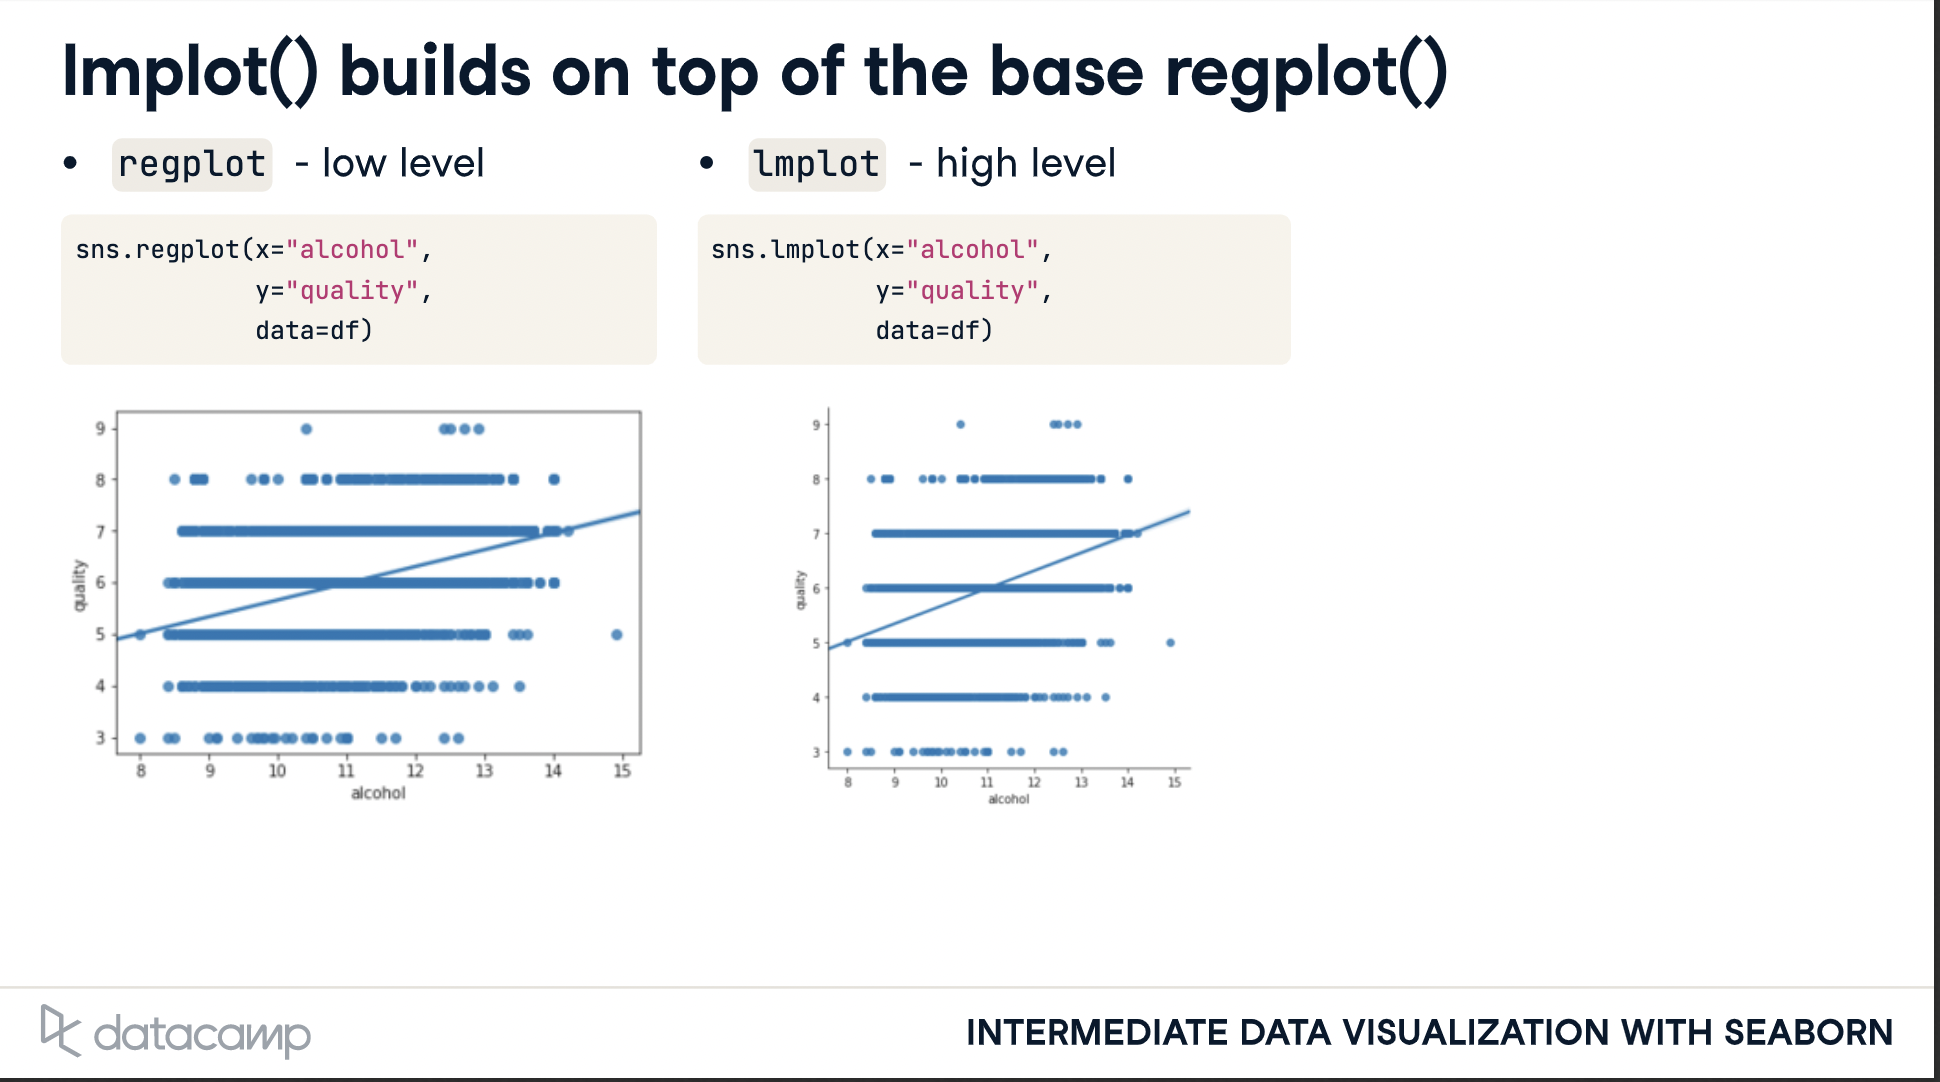 lmplot() builds on top of the base regplot()
• regplot - low level
sns.regplot(x="alcohol",
y="quality",
data=df)
9
8
7
6
5
4
3
quality
8 9 10 11 12 13 14 15
alcohol
• lmplot - high level
sns.lmplot(x="alcohol",
y="quality",
data=df)
9
8
7
6
5
4
3
quality
8 9 10 11 12 13 14 15
alcohol
datacamp
INTERMEDIATE DATA VISUALIZATION WITH SEABORN